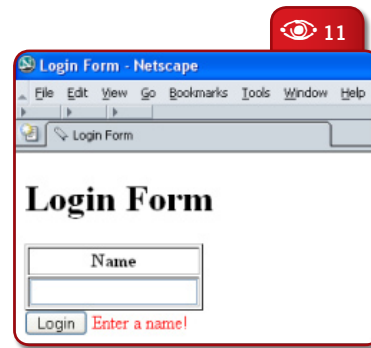 11
Login Form - Netscape
File Edit View Go Bookmarks Tools Window Help
Login Form
Login Form
Name
Login Enter a name!